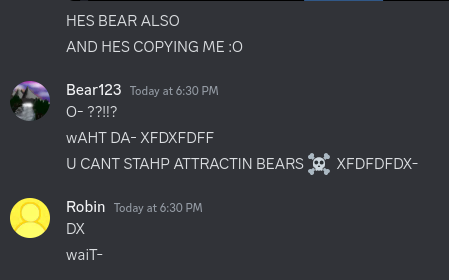 HES BEAR ALSO
AND HES COPYING ME :O
Bear123 Today at 6:30 PM
O- ??!!?
wAHT DA- XFDXFDFF
U CANT STAHP ATTRACTIN BEARS ☠️ XFDFDFDX-
Robin Today at 6:30 PM
DX
waiT-